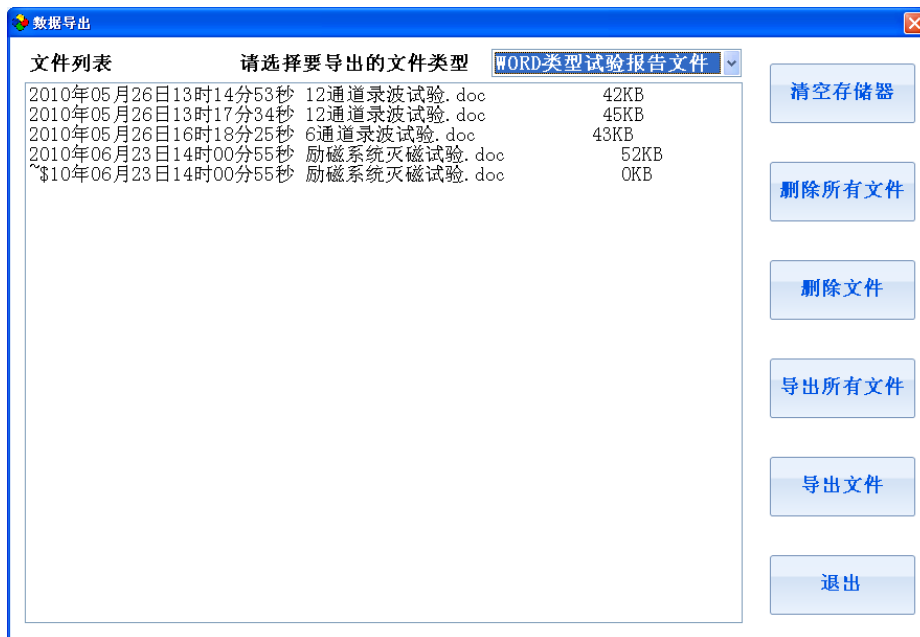 数据导出
文件列表 请选择要导出的文件类型 WORD类型试验报告文件
2010年05月26日13时14分53秒 12通道录波试验.doc 42KB
2010年05月26日13时17分34秒 12通道录波试验.doc 45KB
2010年05月26日16时18分25秒 6通道录波试验.doc 43KB
2010年06月23日14时00分55秒 励磁系统灭磁试验.doc 52KB
~$10年06月23日14时00分55秒 励磁系统灭磁试验.doc 0KB
清空存储器
删除所有文件
删除文件
导出所有文件
导出文件
退出